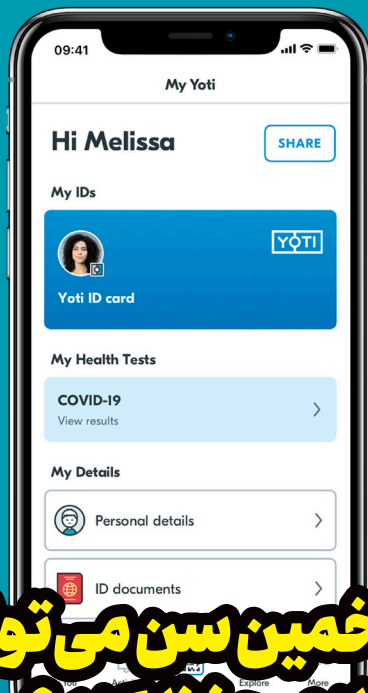 09:41
My Yoti
Hi Melissa
SHARE
My IDs
YOTI
Yoti ID card
My Health Tests
COVID-19
View results
My Details
Personal details
ID documents
خمین سن می‌تو
Explore
More